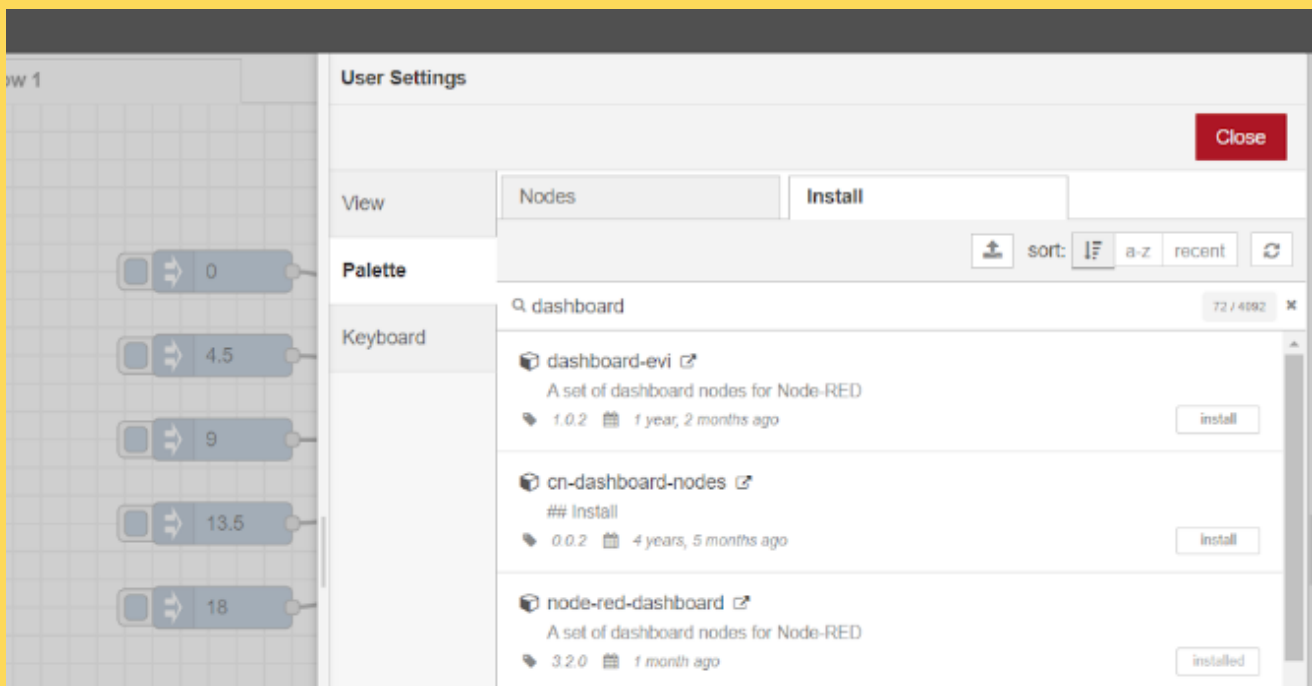 ow 1
User Settings
Close
View
Nodes
Install
sort:
a-z
recent
Palette
dashboard
72 / 4092
Keyboard
dashboard-evi
A set of dashboard nodes for Node-RED
1.0.2
1 year, 2 months ago
install
cn-dashboard-nodes
## Install
0.0.2
4 years, 5 months ago
install
node-red-dashboard
A set of dashboard nodes for Node-RED
3.2.0
1 month ago
installed
0
4.5
9
13.5
18